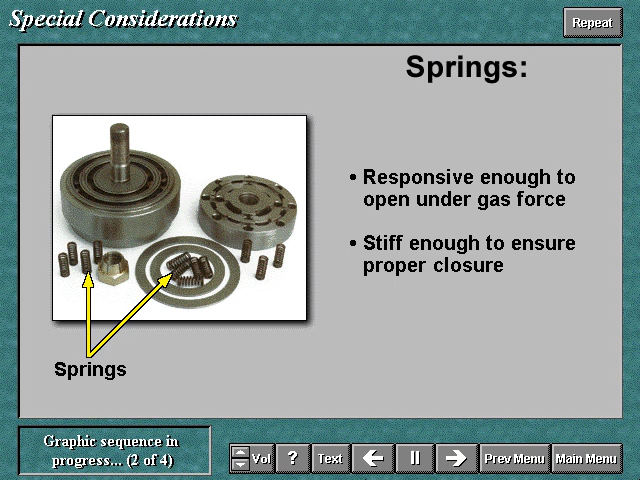 Special Considerations
Repeat
Springs:
• Responsive enough to
open under gas force
• Stiff enough to ensure
proper closure
Springs
Graphic sequence in
progress... (2 of 4)
Vol
?
Text
Prev Menu
Main Menu